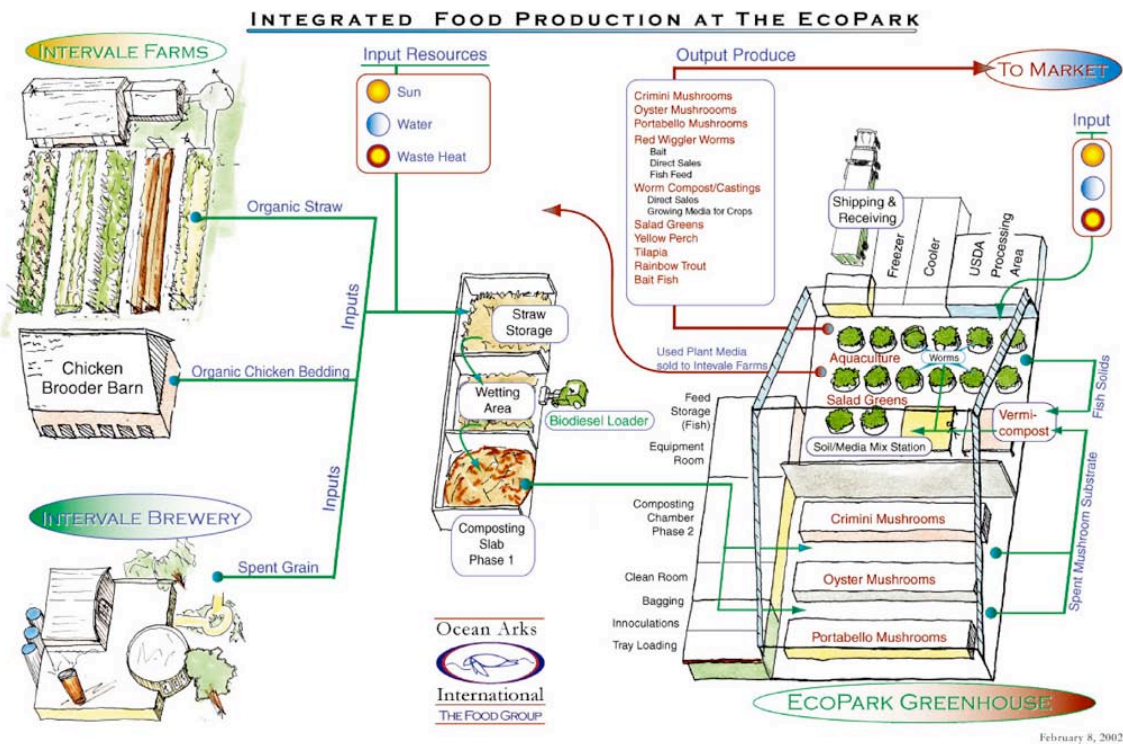 INTEGRATED FOOD PRODUCTION AT THE ECOPARK
INTERVALE FARMS
Input Resources
Sun
Water
Waste Heat
Output Produce
TO MARKET
Crimini Mushrooms
Oyster Mushrooooms
Portabello Mushrooms
Red Wiggler Worms
Bait
Direct Sales
Fish Feed
Worm Compost/Castings
Direct Sales
Growing Media for Crops
Salad Greens
Yellow Perch
Tilapia
Rainbow Trout
Bait Fish
Input
Shipping &
Receiving
Freezer
Cooler
USDA
Processing
Area
Organic Straw
Inputs
Straw
Storage
Chicken
Brooder Barn
Organic Chicken Bedding
Wetting
Area
Biodiesel Loader
Used Plant Media
sold to Intevale Farms
Aquaculture
Worms
Salad Greens
Fish Solids
Vermi-
compost
Soil/Media Mix Station
Feed
Storage
(Fish)
Equipment
Room
Composting
Chamber
Phase 2
Clean Room
Bagging
Innoculations
Tray Loading
Crimini Mushrooms
Oyster Mushrooms
Portabello Mushrooms
Spent Mushroom Substrate
INTERVALE BREWERY
Inputs
Spent Grain
Composting
Slab
Phase 1
Ocean Arks
International
THE FOOD GROUP
ECOPARK GREENHOUSE
February 8, 2002